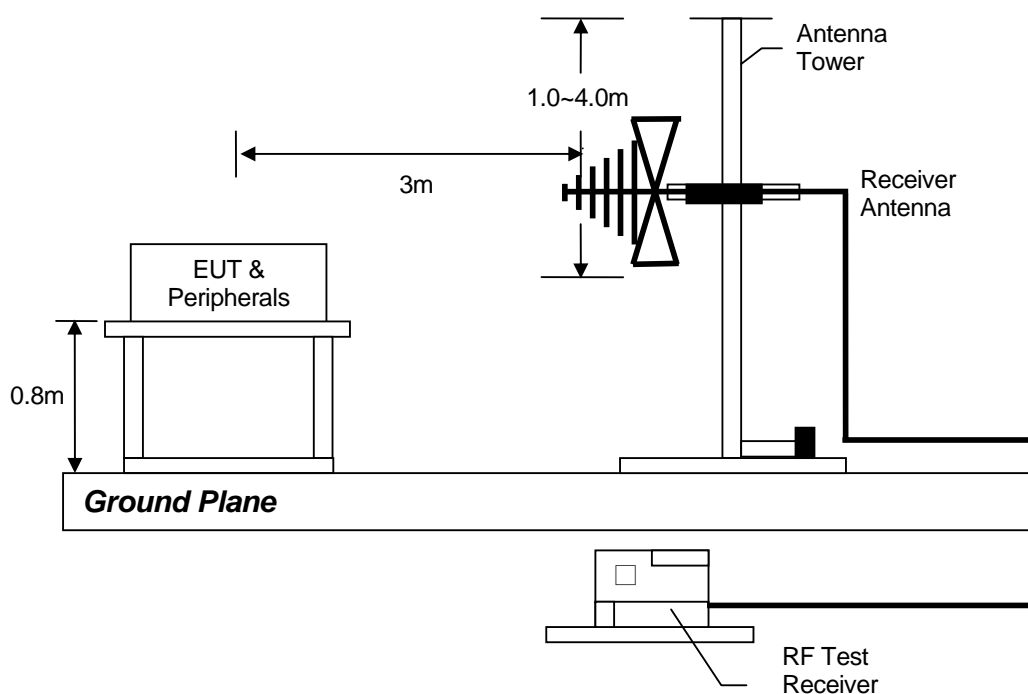 Antenna
Tower
1.0~4.0m
3m
Receiver
Antenna
EUT &
Peripherals
0.8m
Ground Plane
RF Test
Receiver